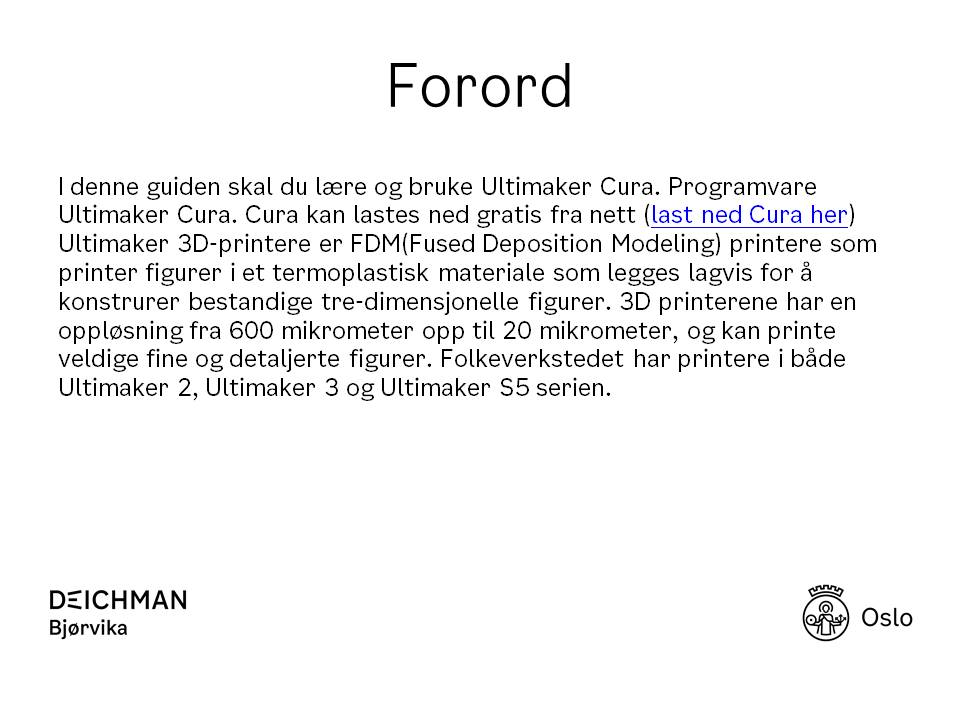 Forord
I denne guiden skal du lære og bruke Ultimaker Cura. Programvare
Ultimaker Cura. Cura kan lastes ned gratis fra nett (last ned Cura her)
Ultimaker 3D-printere er FDM(Fused Deposition Modeling) printere som
printer figurer i et termoplastisk materiale som legges lagvis for å
konstrurer bestandige tre-dimensjonelle figurer. 3D printerene har en
oppløsning fra 600 mikrometer opp til 20 mikrometer, og kan printe
veldige fine og detaljerte figurer. Folkeverkstedet har printere i både
Ultimaker 2, Ultimaker 3 og Ultimaker S5 serien.
DEICHMAN
Bjørvika
Oslo